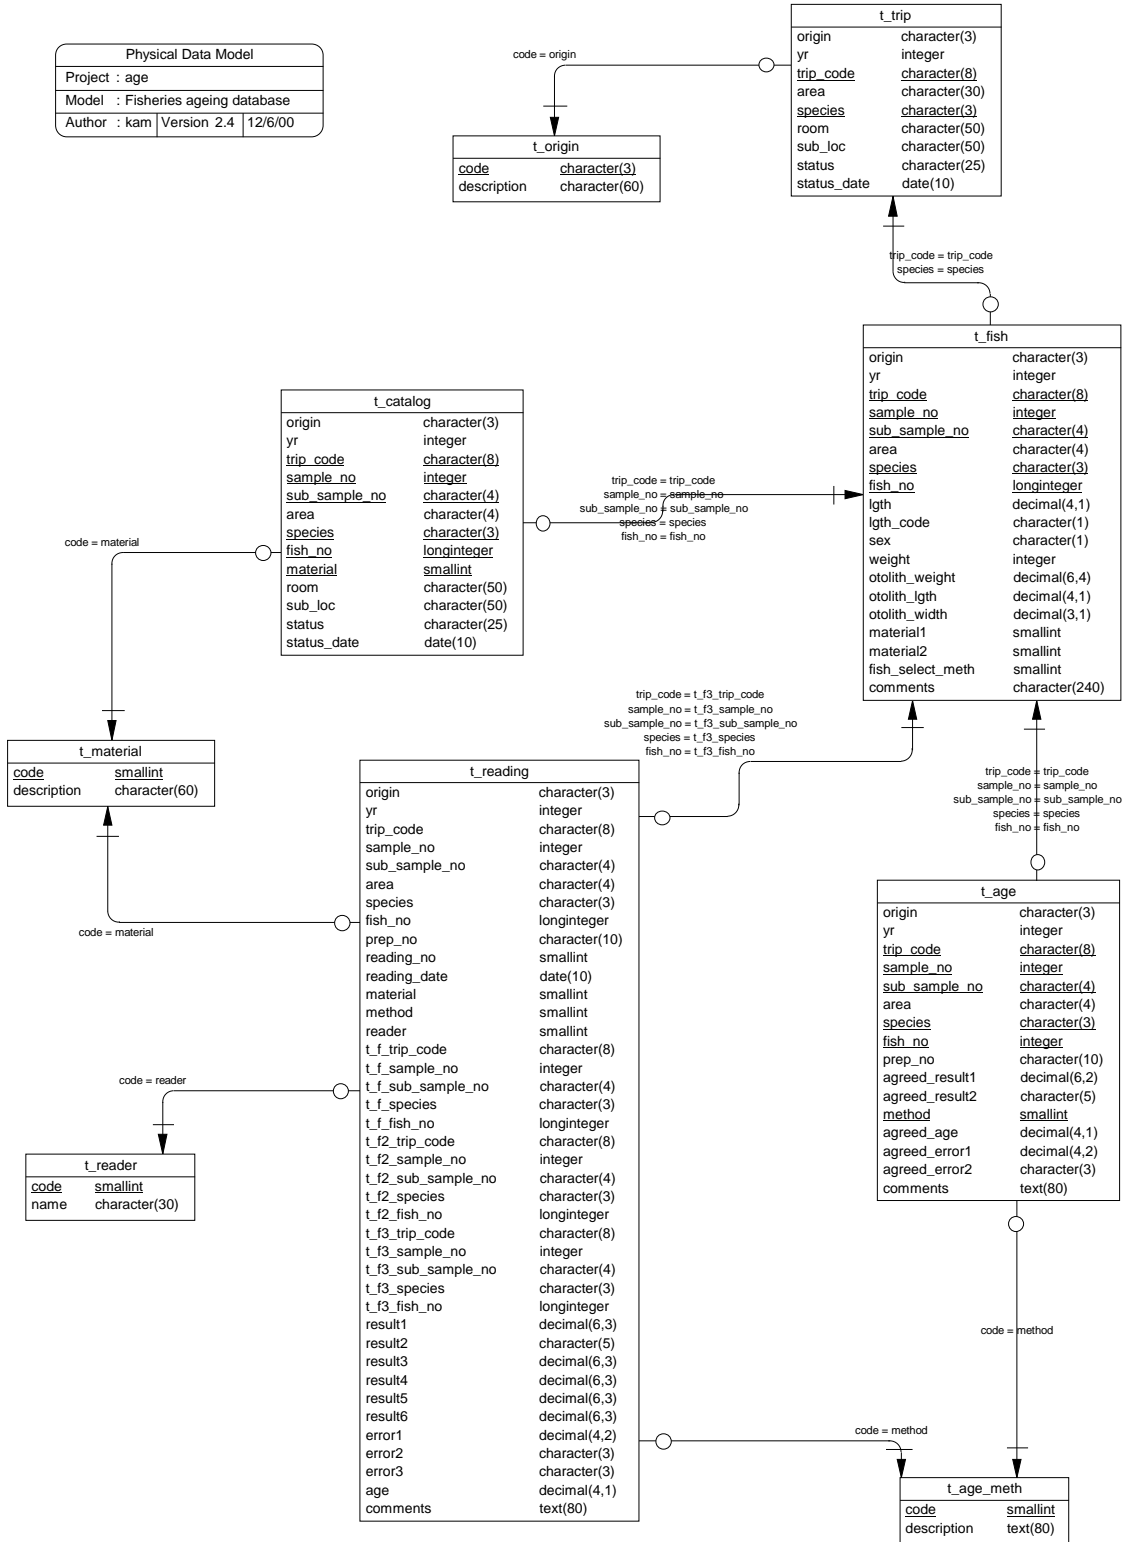 Physical Data Model
Project : age
Model : Fisheries ageing database
Author : kam Version 2.4 12/6/00
t_trip
origin character(3)
yr integer
trip_code character(8)
area character(30)
species character(3)
room character(50)
sub_loc character(50)
status character(25)
status_date date(10)
code = origin
t_origin
code character(3)
description character(60)
trip_code = trip_code
species = species
t_fish
origin character(3)
yr integer
trip_code character(8)
sample_no integer
sub_sample_no character(4)
area character(4)
species character(3)
fish_no longinteger
lgth decimal(4,1)
lgth_code character(1)
sex character(1)
weight integer
otolith_weight decimal(6,4)
otolith_lgth decimal(4,1)
otolith_width decimal(3,1)
material1 smallint
material2 smallint
fish_select_meth smallint
comments character(240)
t_catalog
origin character(3)
yr integer
trip_code character(8)
sample_no integer
sub_sample_no character(4)
area character(4)
species character(3)
fish_no longinteger
material smallint
room character(50)
sub_loc character(50)
status character(25)
status_date date(10)
trip_code = trip_code
sample_no = sample_no
sub_sample_no = sub_sample_no
species = species
fish_no = fish_no
code = material
t_material
code smallint
description character(60)
code = material
trip_code = t_f3_trip_code
sample_no = t_f3_sample_no
sub_sample_no = t_f3_sub_sample_no
species = t_f3_species
fish_no = t_f3_fish_no
t_reading
origin character(3)
yr integer
trip_code character(8)
sample_no integer
sub_sample_no character(4)
area character(4)
species character(3)
fish_no longinteger
prep_no character(10)
reading_no smallint
reading_date date(10)
material smallint
method smallint
reader smallint
t_f_trip_code character(8)
t_f_sample_no integer
t_f_sub_sample_no character(4)
t_f_species character(3)
t_f_fish_no longinteger
t_f2_trip_code character(8)
t_f2_sample_no integer
t_f2_sub_sample_no character(4)
t_f2_species character(3)
t_f2_fish_no longinteger
t_f3_trip_code character(8)
t_f3_sample_no integer
t_f3_sub_sample_no character(4)
t_f3_species character(3)
t_f3_fish_no longinteger
result1 decimal(6,3)
result2 character(5)
result3 decimal(6,3)
result4 decimal(6,3)
result5 decimal(6,3)
result6 decimal(6,3)
error1 decimal(4,2)
error2 character(3)
error3 character(3)
age decimal(4,1)
comments text(80)
trip_code = trip_code
sample_no = sample_no
sub_sample_no = sub_sample_no
species = species
fish_no = fish_no
t_age
origin character(3)
yr integer
trip_code character(8)
sample_no integer
sub_sample_no character(4)
area character(4)
species character(3)
fish_no integer
prep_no character(10)
agreed_result1 decimal(6,2)
agreed_result2 character(5)
method smallint
agreed_age decimal(4,1)
agreed_error1 decimal(4,2)
agreed_error2 character(3)
comments text(80)
code = reader
t_reader
code smallint
name character(30)
code = method
code = method
t_age_meth
code smallint
description text(80)